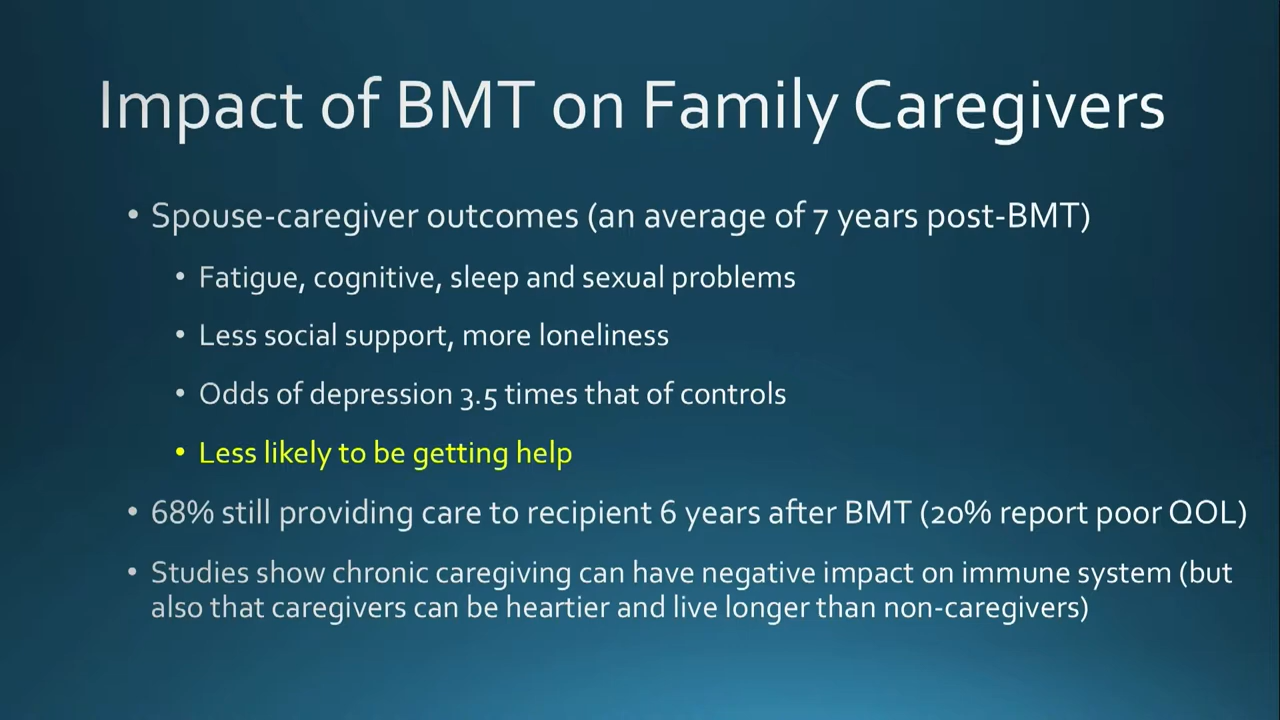 Impact of BMT on Family Caregivers
• Spouse-caregiver outcomes (an average of 7 years post-BMT)
• Fatigue, cognitive, sleep and sexual problems
• Less social support, more loneliness
• Odds of depression 3.5 times that of controls
• Less likely to be getting help
• 68% still providing care to recipient 6 years after BMT (20% report poor QOL)
• Studies show chronic caregiving can have negative impact on immune system (but
also that caregivers can be heartier and live longer than non-caregivers)